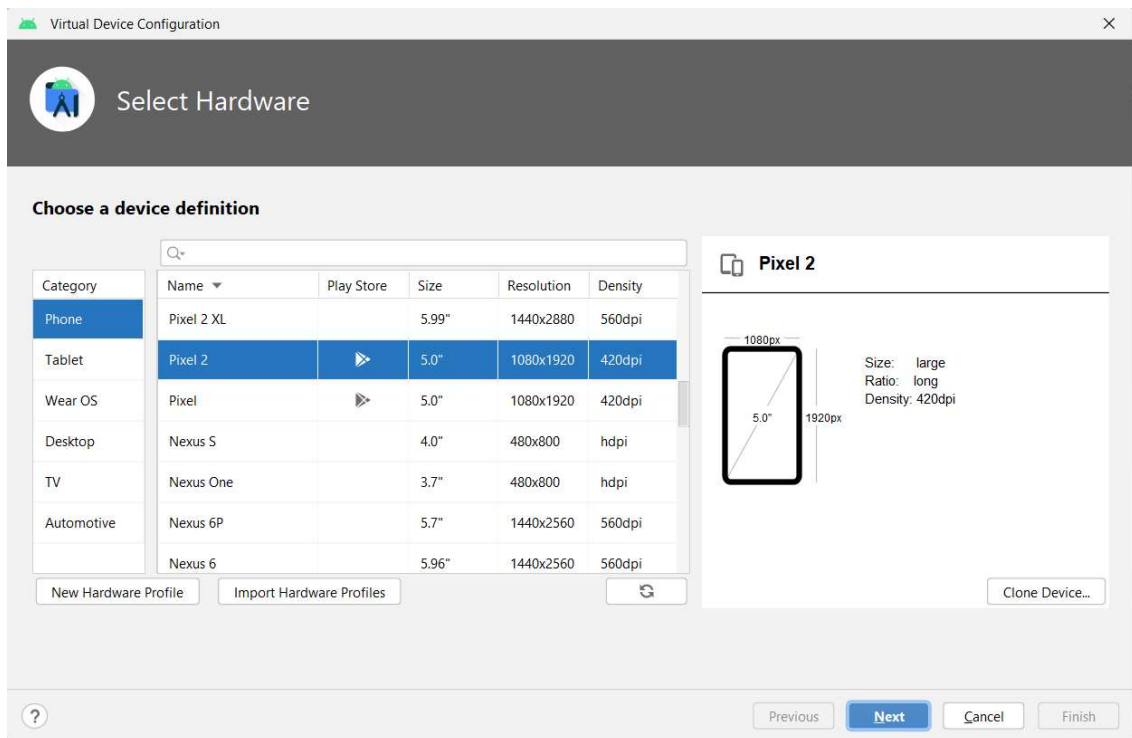 Virtual Device Configuration
Select Hardware
Choose a device definition
Category
Phone
Tablet
Wear OS
Desktop
TV
Automotive
Name Play Store Size Resolution Density
Pixel 2 XL 5.99" 1440x2880 560dpi
Pixel 2 5.0" 1080x1920 420dpi
Pixel 5.0" 1080x1920 420dpi
Nexus S 4.0" 480x800 hdpi
Nexus One 3.7" 480x800 hdpi
Nexus 6P 5.7" 1440x2560 560dpi
Nexus 6 5.96" 1440x2560 560dpi
New Hardware Profile Import Hardware Profiles
Pixel 2
1080px
5.0"
1920px
Size: large
Ratio: long
Density: 420dpi
Clone Device...
? Previous Next Cancel Finish